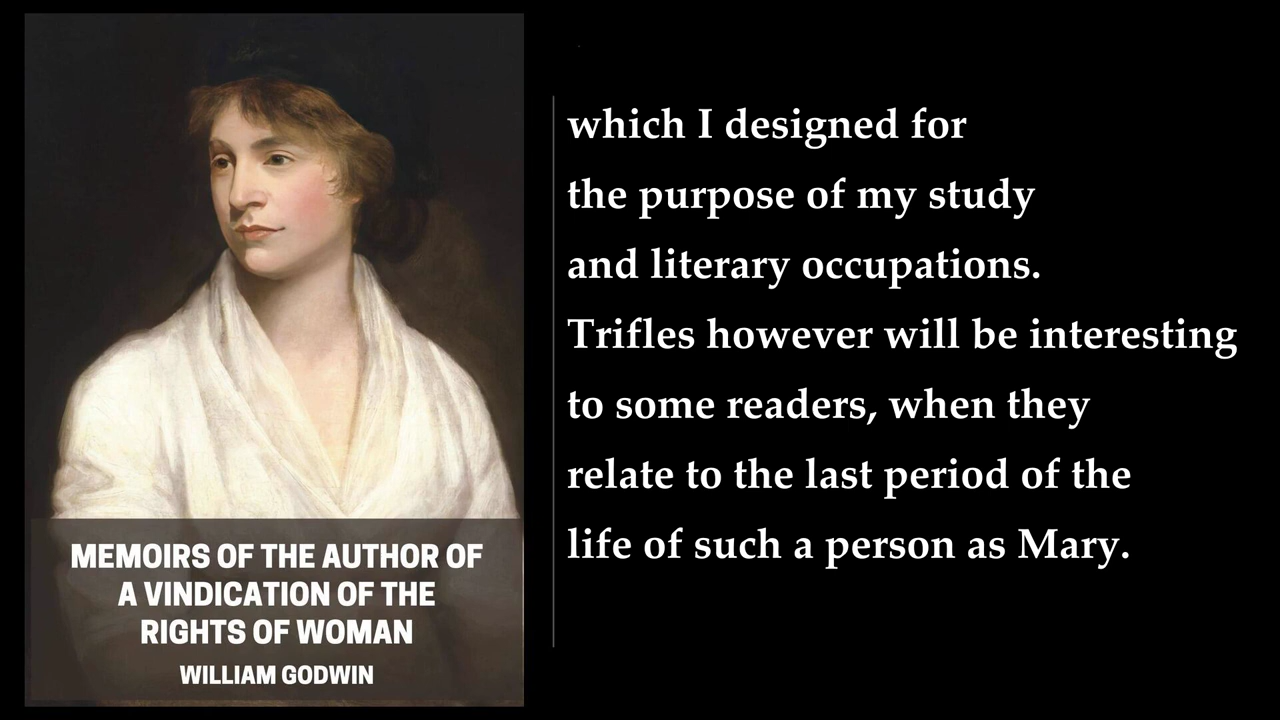 MEMOIRS OF THE AUTHOR OF
A VINDICATION OF THE
RIGHTS OF WOMAN
WILLIAM GODWIN
which I designed for
the purpose of my study
and literary occupations.
Trifles however will be interesting
to some readers, when they
relate to the last period of the
life of such a person as Mary.